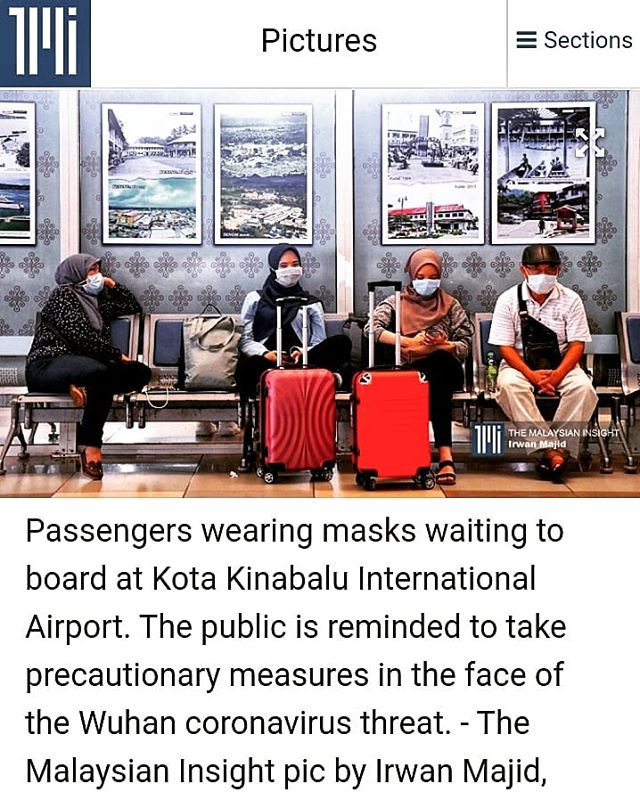 TMi
Pictures
Sections
TMi THE MALAYSIAN INSIGHT
Irwan Majid
Passengers wearing masks waiting to
board at Kota Kinabalu International
Airport. The public is reminded to take
precautionary measures in the face of
the Wuhan coronavirus threat. - The
Malaysian Insight pic by Irwan Majid,